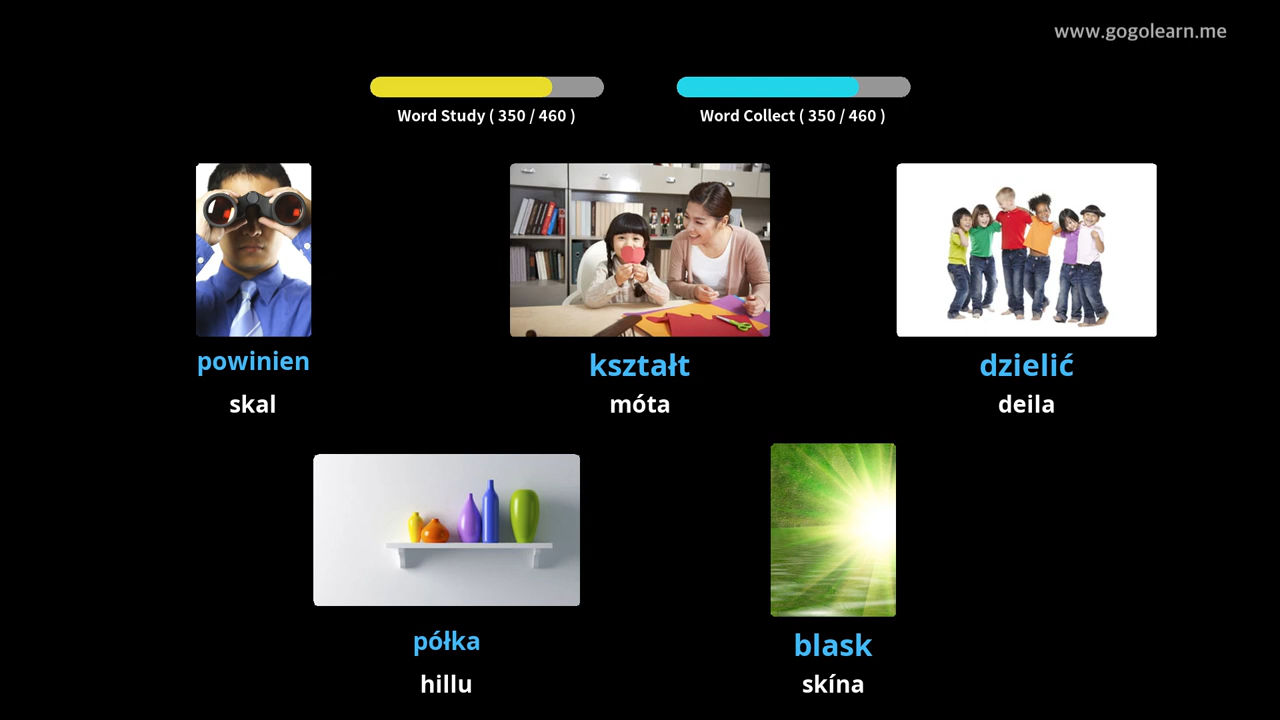 www.gogolearn.me
Word Study ( 350 / 460 )
Word Collect ( 350 / 460 )
powinien
skal
kształt
móta
dzielić
deila
półka
hillu
blask
skína